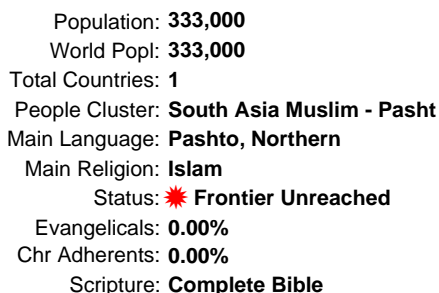 Population: 333,000
World Popl: 333,000
Total Countries: 1
People Cluster: South Asia Muslim - Pasht
Main Language: Pashto, Northern
Main Religion: Islam
Status: Frontier Unreached
Evangelicals: 0.00%
Chr Adherents: 0.00%
Scripture: Complete Bible